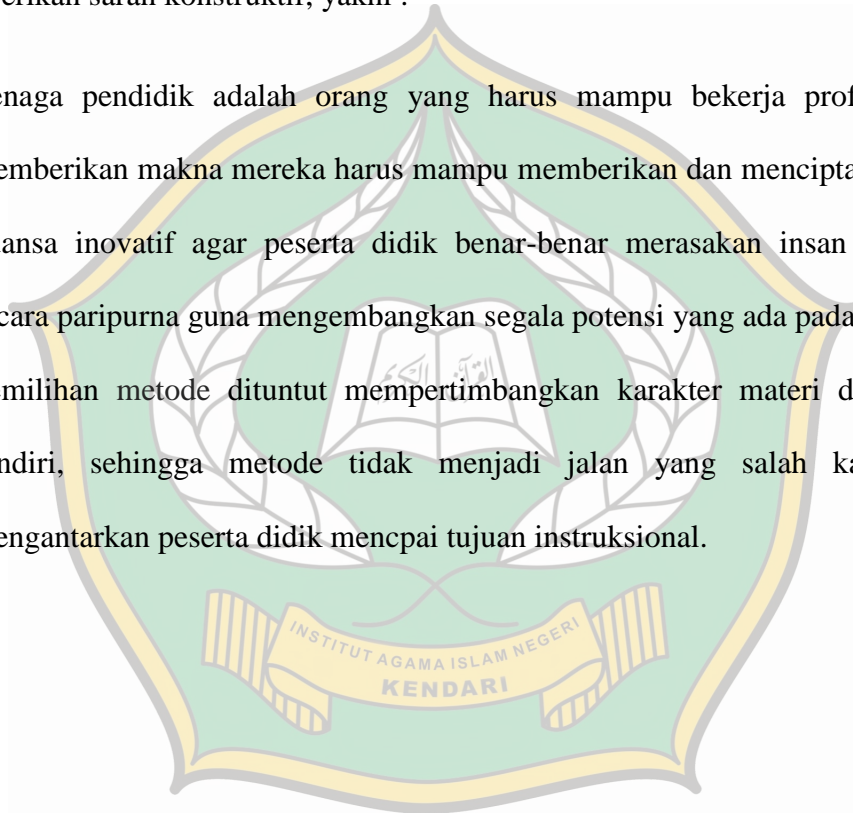 erikan saran konstruktif, yakni :
enaga pendidik adalah orang yang harus mampu bekerja prof
emberikan makna mereka harus mampu memberikan dan mencipta
ansa inovatif agar peserta didik benar-benar merasakan insan
cara paripurna guna mengembangkan segala potensi yang ada pada
emilihan metode dituntut mempertimbangkan karakter materi d
ndiri, sehingga metode tidak menjadi jalan yang salah ka
engantarkan peserta didik mencpai tujuan instruksional.
القرآن الكريم
INSTITUT AGAMA ISLAM NEGERI
KENDARI